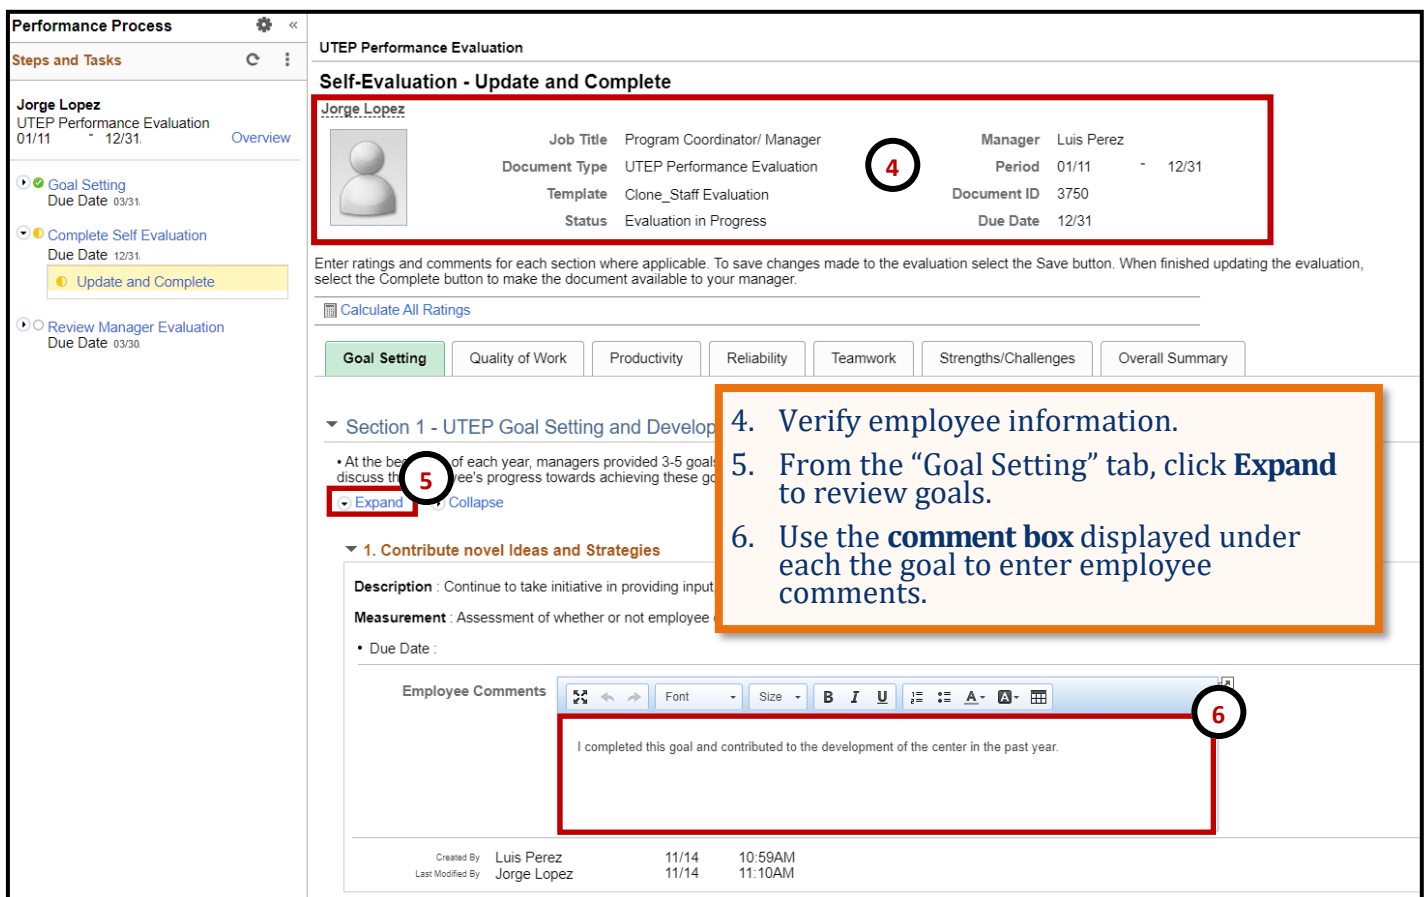 Performance Process «
Steps and Tasks
Jorge Lopez
UTEP Performance Evaluation
01/11 - 12/31 Overview
Goal Setting
Due Date 03/31
Complete Self Evaluation
Due Date 12/31
Update and Complete
Review Manager Evaluation
Due Date 03/30
UTEP Performance Evaluation
Self-Evaluation - Update and Complete
Jorge Lopez
Job Title Program Coordinator/ Manager
Document Type UTEP Performance Evaluation
Template Clone_Staff Evaluation
Status Evaluation in Progress
4
Manager Luis Perez
Period 01/11 - 12/31
Document ID 3750
Due Date 12/31
Enter ratings and comments for each section where applicable. To save changes made to the evaluation select the Save button. When finished updating the evaluation,
select the Complete button to make the document available to your manager.
Calculate All Ratings
Goal Setting Quality of Work Productivity Reliability Teamwork Strengths/Challenges Overall Summary
Section 1 - UTEP Goal Setting and Develop
• At the of each year, managers provided 3-5 goals
discuss progress towards achieving these
5
Expand Collapse
4. Verify employee information.
5. From the “Goal Setting” tab, click Expand
to review goals.
6. Use the comment box displayed under
each the goal to enter employee
comments.
1. Contribute novel Ideas and Strategies
Description : Continue to take initiative in providing input,
Measurement : Assessment of whether or not employee
• Due Date :
Employee Comments
Font Size B I U A A
6
I completed this goal and contributed to the development of the center in the past year.
Created By Luis Perez 11/14 10:59AM
Last Modified By Jorge Lopez 11/14 11:10AM